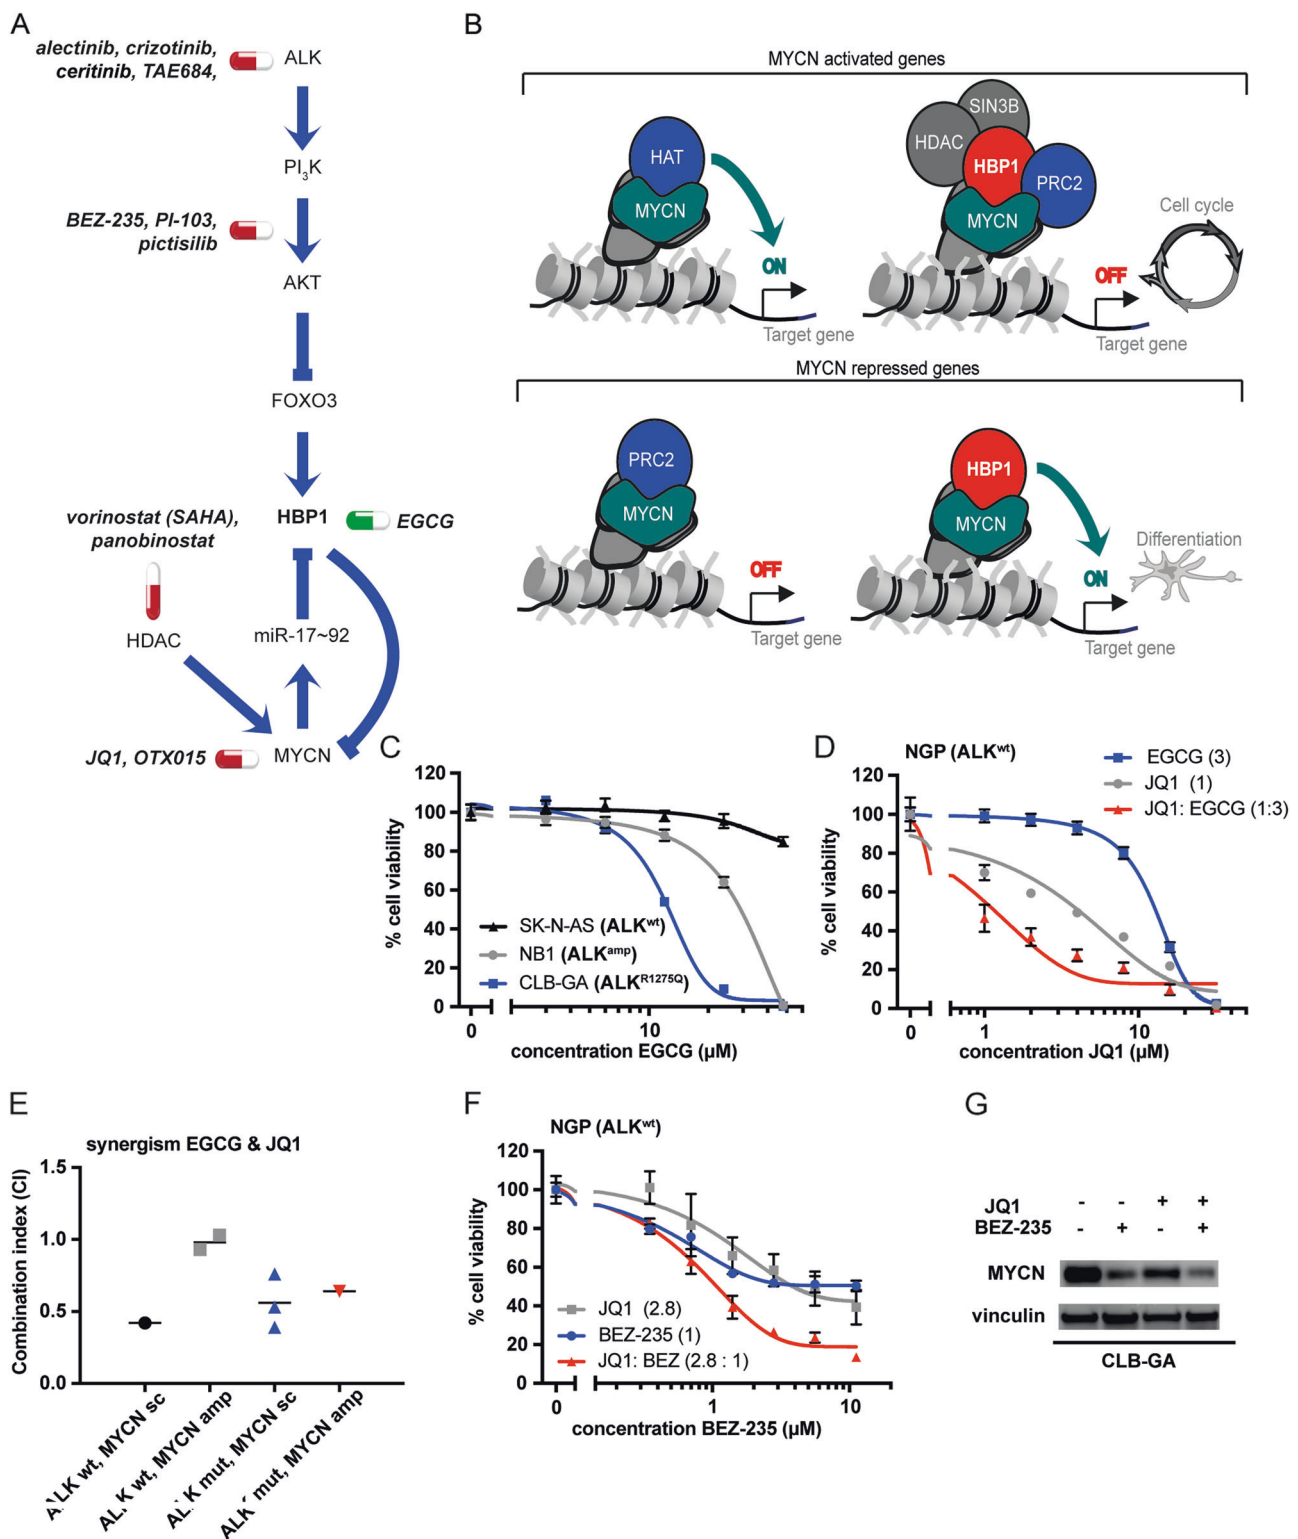 A
alectinib, crizotinib,
ceritinib, TAE684,
ALK
PI3K
BEZ-235, PI-103,
pictisilib
AKT
FOXO3
vorinostat (SAHA),
panobinostat
HBP1
EGCG
HDAC
miR-17~92
JQ1, OTX015
MYCN
B
MYCN activated genes
HAT
MYCN
ON
Target gene
SIN3B
HDAC
HBP1
PRC2
MYCN
Cell cycle
OFF
Target gene
MYCN repressed genes
PRC2
MYCN
OFF
Target gene
HBP1
MYCN
Differentiation
ON
Target gene
C
% cell viability
120
100
80
60
40
20
0
SK-N-AS (ALKwt)
NB1 (ALKamp)
CLB-GA (ALKR1275Q)
0 10
concentration EGCG (µM)
D
NGP (ALKwt)
EGCG (3)
JQ1 (1)
JQ1: EGCG (1:3)
% cell viability
120
100
80
60
40
20
0
0 1 10
concentration JQ1 (µM)
E
synergism EGCG & JQ1
Combination index (CI)
1.5
1.0
0.5
0.0
ALK wt, MYCN sc
ALK wt, MYCN amp
ALK mut, MYCN sc
ALK mut, MYCN amp
F
NGP (ALKwt)
% cell viability
120
100
80
60
40
20
0
JQ1 (2.8)
BEZ-235 (1)
JQ1: BEZ (2.8 : 1)
0 1 10
concentration BEZ-235 (µM)
G
JQ1 - - + +
BEZ-235 - + - +
MYCN
vinculin
CLB-GA